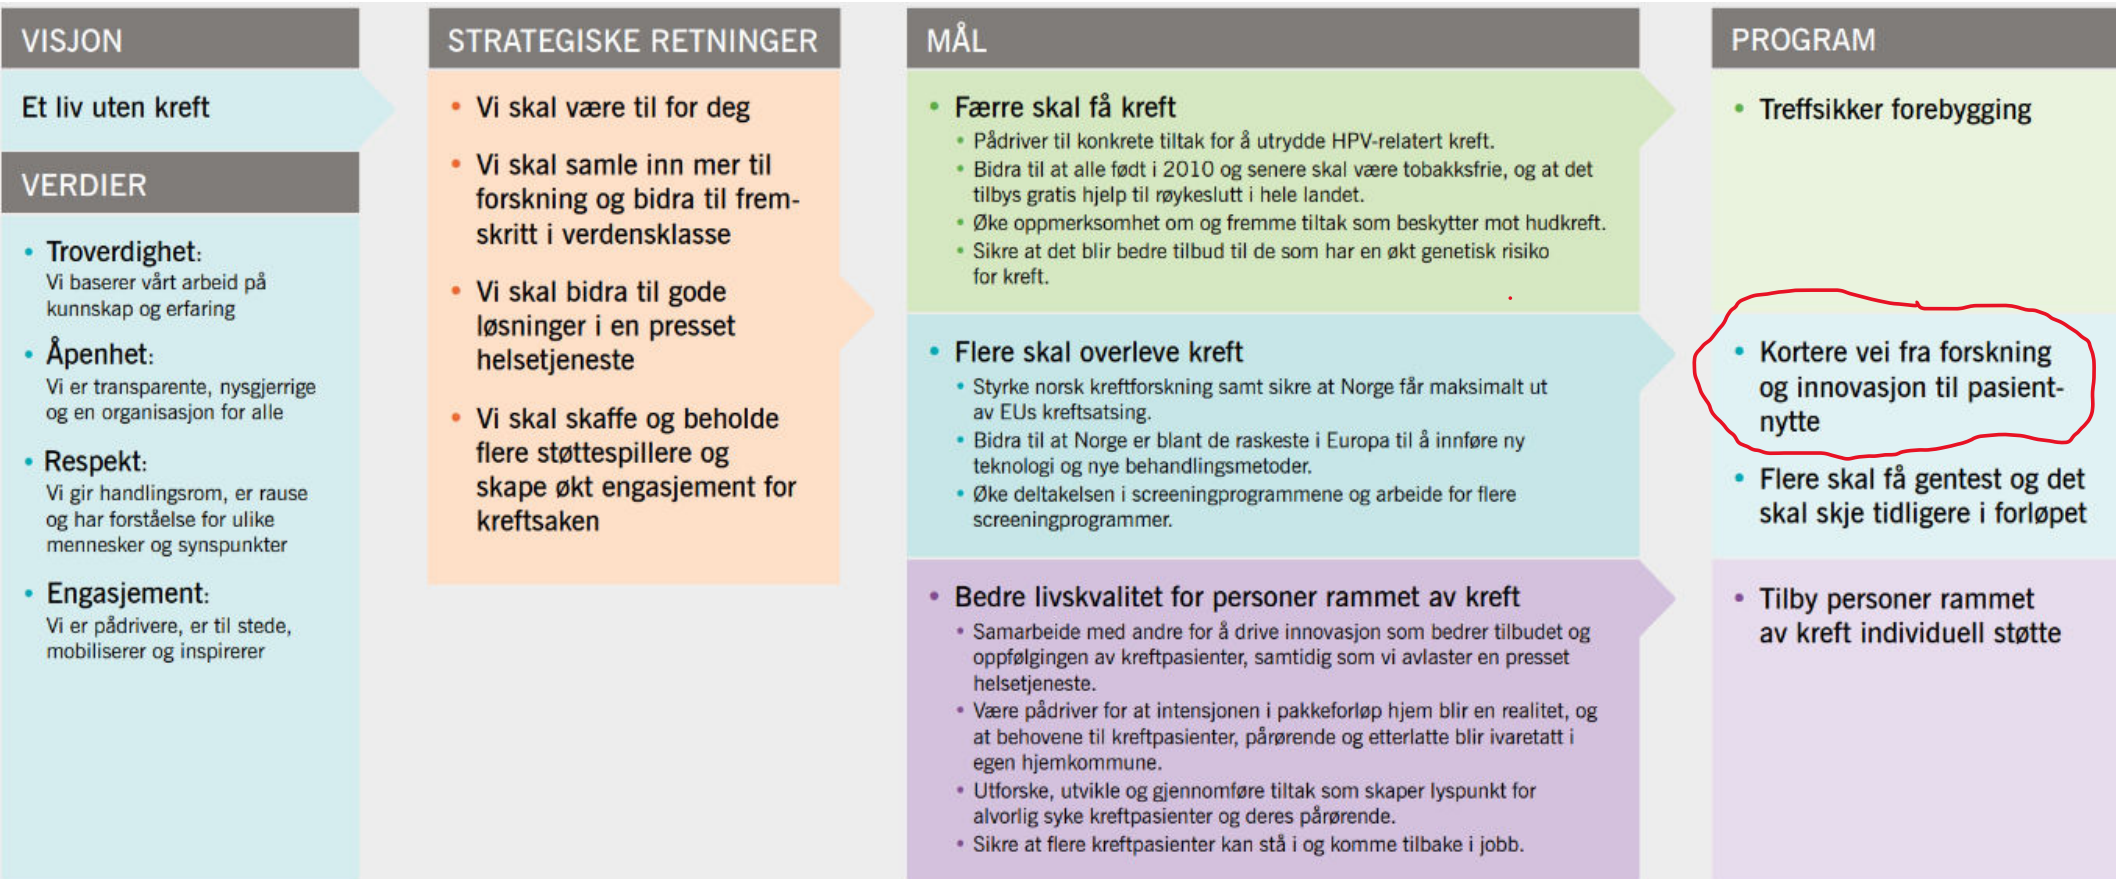 VISJON
Et liv uten kreft
VERDIER
• Troverdighet:
Vi baserer vårt arbeid på
kunnskap og erfaring
• Åpenhet:
Vi er transparente, nysgjerrige
og en organisasjon for alle
• Respekt:
Vi gir handlingsrom, er rause
og har forståelse for ulike
mennesker og synspunkter
• Engasjement:
Vi er pådrivere, er til stede,
mobiliserer og inspirerer
STRATEGISKE RETNINGER
• Vi skal være til for deg
• Vi skal samle inn mer til
forskning og bidra til frem-
skritt i verdensklasse
• Vi skal bidra til gode
løsninger i en presset
helsetjeneste
• Vi skal skaffe og beholde
flere støttespillere og
skape økt engasjement for
kreftsaken
MÅL
• Færre skal få kreft
• Pådriver til konkrete tiltak for å utrydde HPV-relatert kreft.
• Bidra til at alle født i 2010 og senere skal være tobakksfrie, og at det
tilbys gratis hjelp til røykeslutt i hele landet.
• Øke oppmerksomhet om og fremme tiltak som beskytter mot hudkreft.
• Sikre at det blir bedre tilbud til de som har en økt genetisk risiko
for kreft.
• Flere skal overleve kreft
• Styrke norsk kreftforskning samt sikre at Norge får maksimalt ut
av EUs kreftsatsing.
• Bidra til at Norge er blant de raskeste i Europa til å innføre ny
teknologi og nye behandlingsmetoder.
• Øke deltakelsen i screeningprogrammene og arbeide for flere
screeningprogrammer.
• Bedre livskvalitet for personer rammet av kreft
• Samarbeide med andre for å drive innovasjon som bedrer tilbudet og
oppfølgingen av kreftpasienter, samtidig som vi avlaster en presset
helsetjeneste.
• Være pådriver for at intensjonen i pakkeforløp hjem blir en realitet, og
at behovene til kreftpasienter, pårørende og etterlatte blir ivaretatt i
egen hjemkommune.
• Utforske, utvikle og gjennomføre tiltak som skaper lyspunkt for
alvorlig syke kreftpasienter og deres pårørende.
• Sikre at flere kreftpasienter kan stå i og komme tilbake i jobb.
PROGRAM
• Treffsikker forebygging
• Kortere vei fra forskning
og innovasjon til pasient-
nytte
• Flere skal få gentest og det
skal skje tidligere i forløpet
• Tilby personer rammet
av kreft individuell støtte